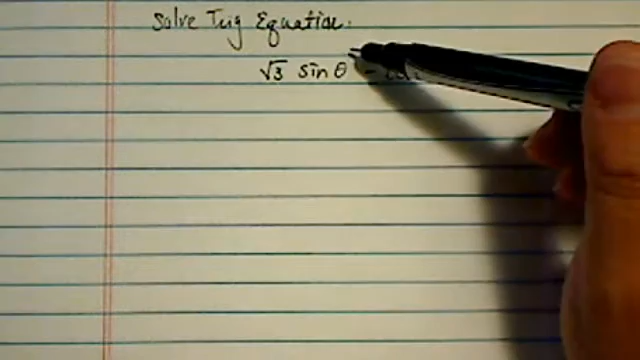 Solve Trig Equation:
√3 sin θ -